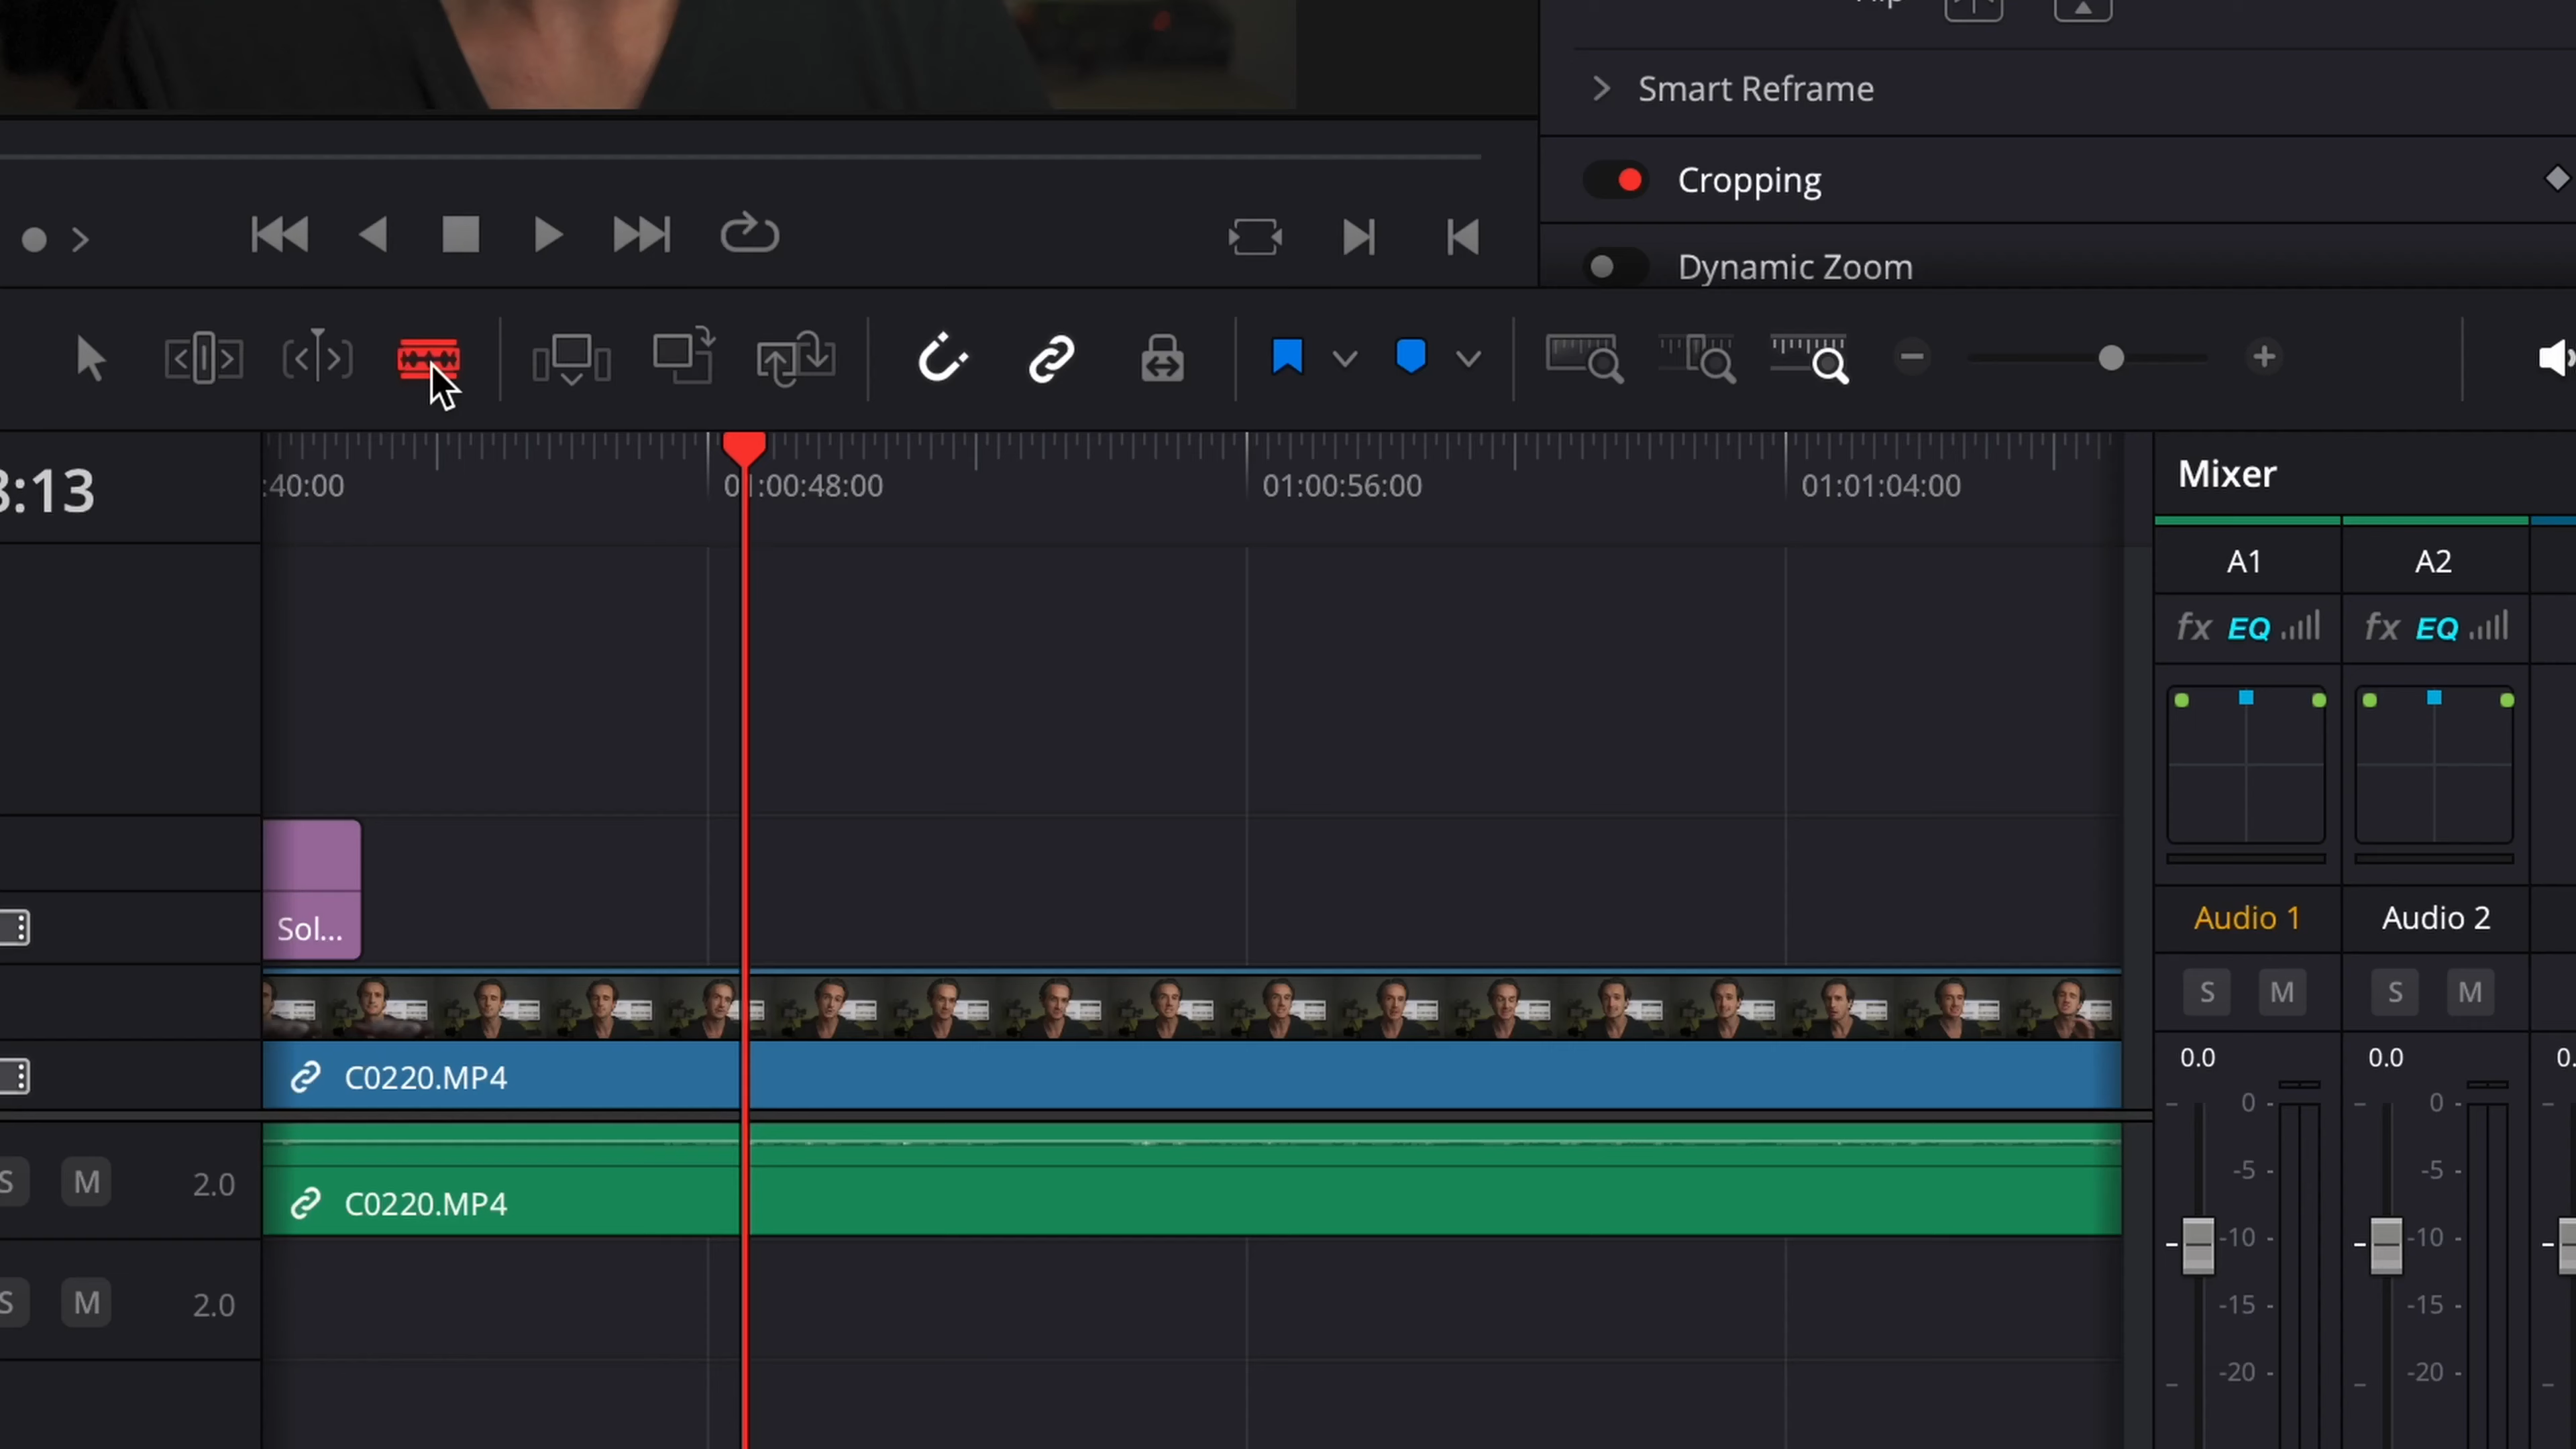 Smart Reframe
Cropping
Dynamic Zoom
8:13
:40:00
01:00:48:00
01:00:56:00
01:01:04:00
Mixer
A1
A2
fx EQ
fx EQ
Sol...
Audio 1
Audio 2
S M
S M
C0220.MP4
0.0
0.0
0.
0
0
-5
-5
S M 2.0
C0220.MP4
-10
-10
S M 2.0
-15
-15
-20
-20